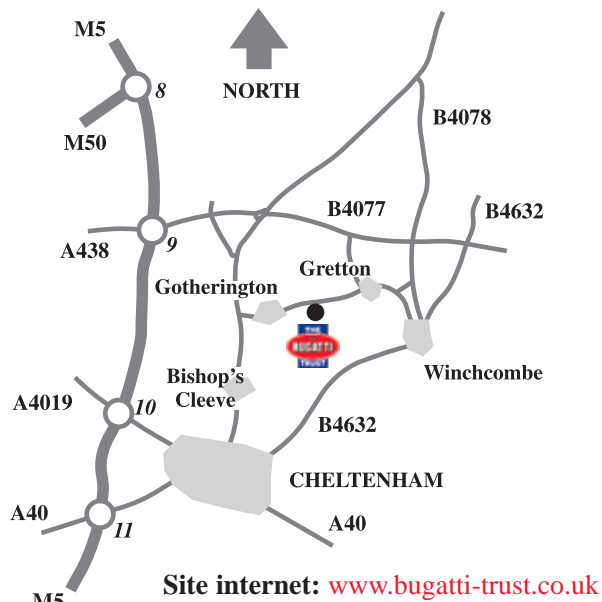 M5
8
NORTH
M50
B4078
B4077
B4632
A438
9
Gretton
Gotherington
THE
BUGATTI
TRUST
Bishop's
Cleeve
Winchcombe
A4019
10
B4632
CHELTENHAM
A40
11
A40
M5
Site internet: www.bugatti-trust.co.uk